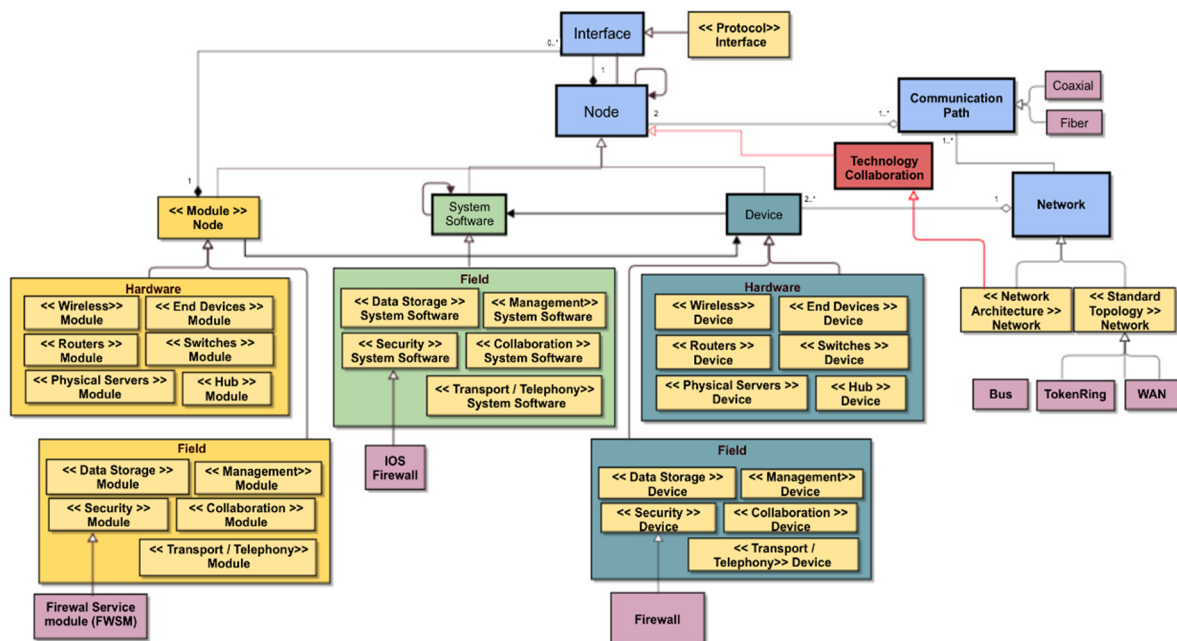 Interface
<< Protocol>>
Interface
0..*
1
Node
2
1..*
Communication
Path
Coaxial
Fiber
1..*
Technology
Collaboration
1
<< Module >>
Node
System
Software
Device
2..*
1
Network
Hardware
<< Wireless>>
Module
<< End Devices >>
Module
<< Routers >>
Module
<< Switches >>
Module
<< Physical Servers >>
Module
<< Hub >>
Module
Field
<< Data Storage >>
System Software
<< Management>>
System Software
<< Security >>
System Software
<< Collaboration >>
System Software
<< Transport / Telephony>>
System Software
Hardware
<< Wireless>>
Device
<< End Devices >>
Device
<< Routers >>
Device
<< Switches >>
Device
<< Physical Servers >>
Device
<< Hub >>
Device
<< Network
Architecture >>
Network
<< Standard
Topology >>
Network
Bus
TokenRing
WAN
Field
<< Data Storage >>
Module
<< Management>>
Module
<< Security >>
Module
<< Collaboration >>
Module
<< Transport / Telephony>>
Module
IOS
Firewall
Field
<< Data Storage >>
Device
<< Management>>
Device
<< Security >>
Device
<< Collaboration >>
Device
<< Transport /
Telephony>> Device
Firewal Service
module (FWSM)
Firewall